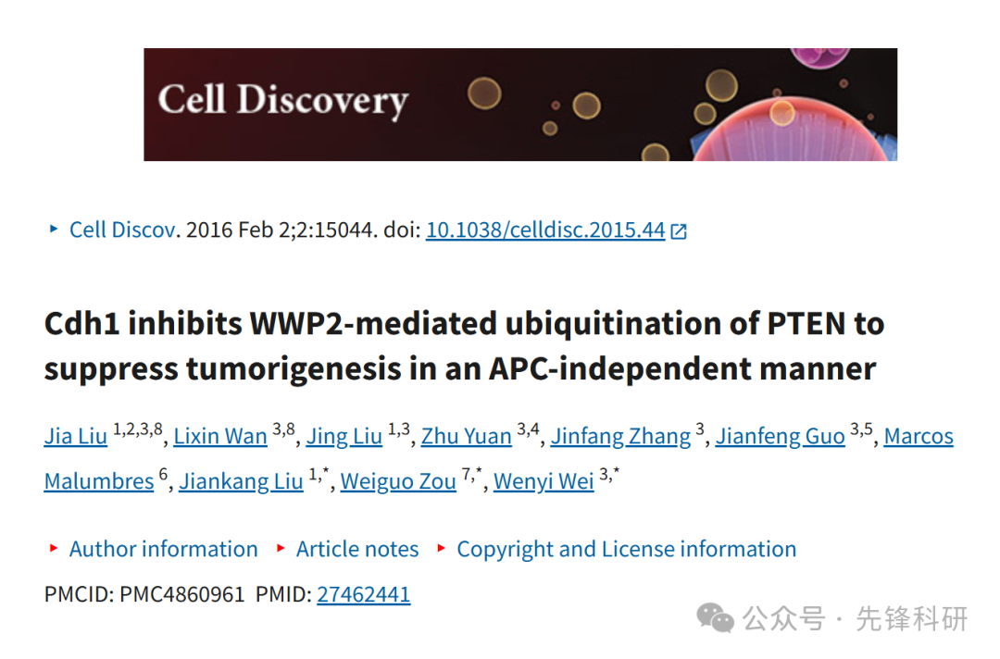 Cell Discovery
Cell Discov. 2016 Feb 2;2:15044. doi: 10.1038/celldisc.2015.44
Cdh1 inhibits WWP2-mediated ubiquitination of PTEN to
suppress tumorigenesis in an APC-independent manner
Jia Liu 1,2,3,8, Lixin Wan 3,8, Jing Liu 1,3, Zhu Yuan 3,4, Jinfang Zhang 3, Jianfeng Guo 3,5, Marcos
Malumbres 6, Jiankang Liu 1,*, Weiguo Zou 7,*, Wenyi Wei 3,*
Author information Article notes Copyright and License information
PMCID: PMC4860961 PMID: 27462441
公众号 · 先锋科研